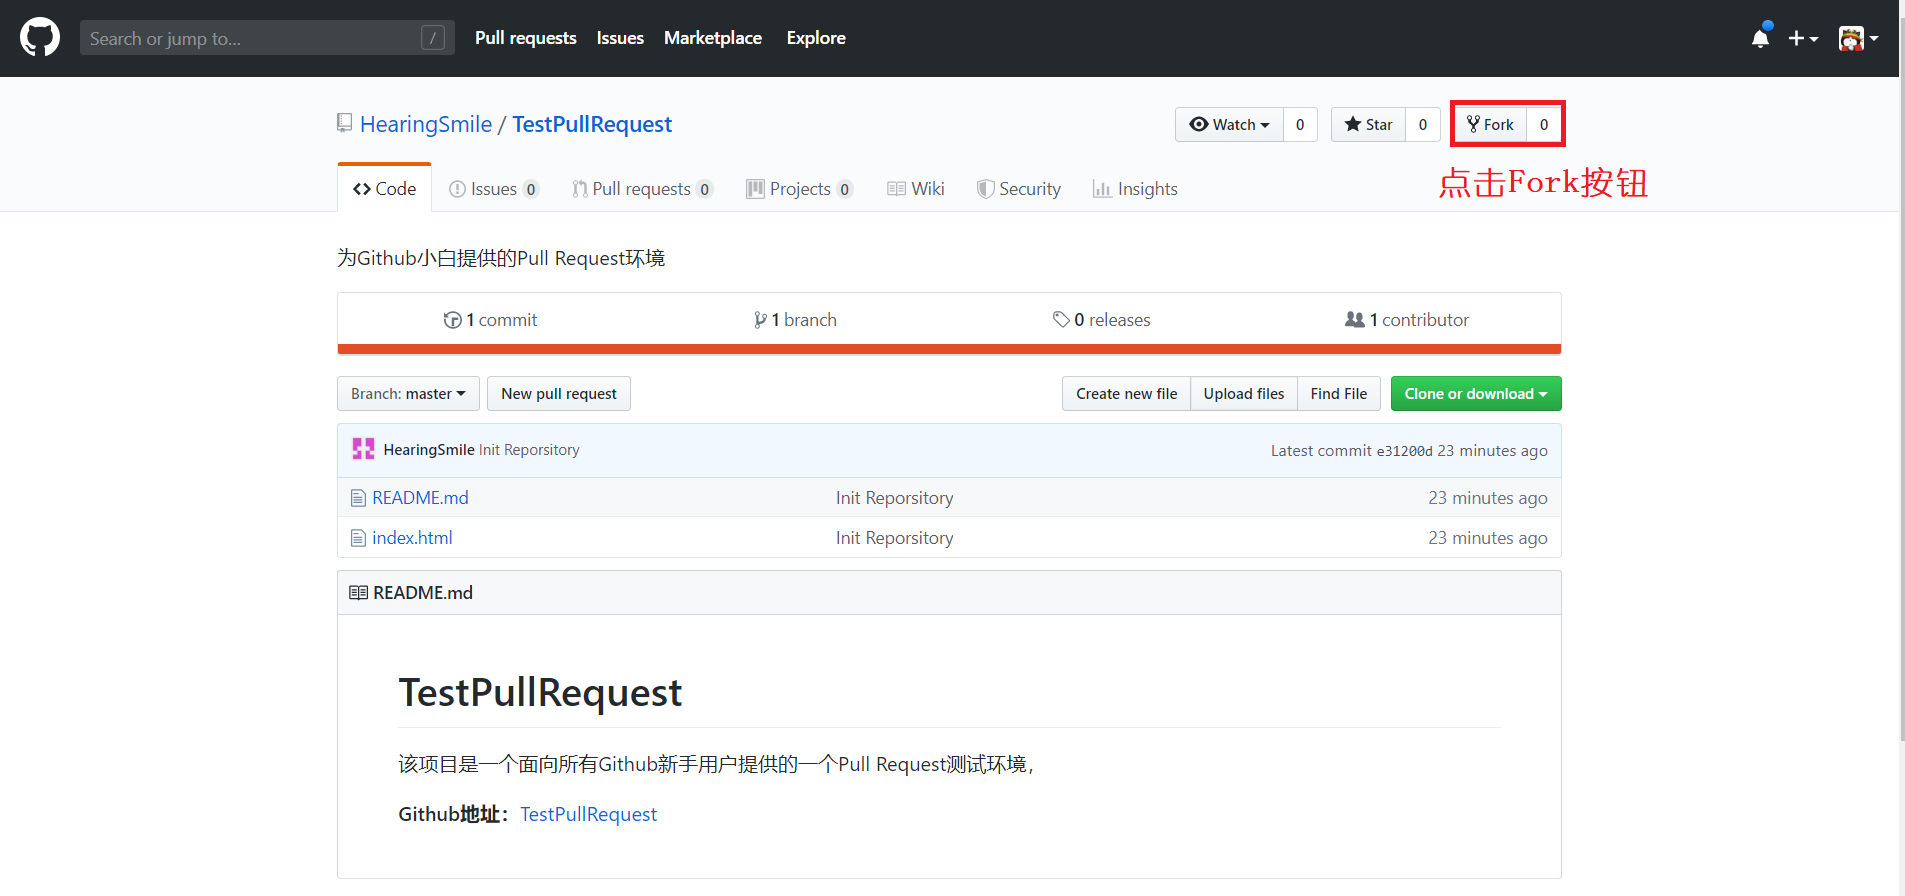 Search or jump to... / Pull requests Issues Marketplace Explore
HearingSmile / TestPullRequest Watch 0 Star 0 Fork 0
点击Fork按钮
Code Issues 0 Pull requests 0 Projects 0 Wiki Security Insights
为Github小白提供的Pull Request环境
1 commit 1 branch 0 releases 1 contributor
Branch: master New pull request Create new file Upload files Find File Clone or download
HearingSmile Init Reporsitory Latest commit e31200d 23 minutes ago
README.md Init Reporsitory 23 minutes ago
index.html Init Reporsitory 23 minutes ago
README.md
TestPullRequest
该项目是一个面向所有Github新手用户提供的一个Pull Request测试环境，
Github地址：TestPullRequest